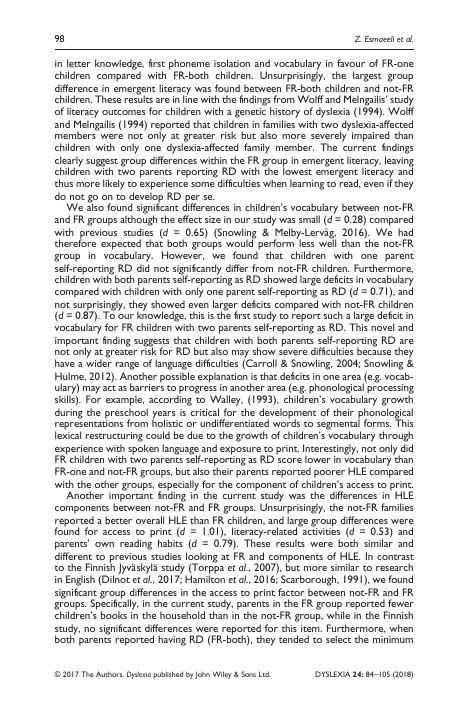 98
Z. Esmaeeli et al.
in letter knowledge, first phoneme isolation and vocabulary in favour of FR-one
children compared with FR-both children. Unsurprisingly, the largest group
difference in emergent literacy was found between FR-both children and not-FR
children. These results are in line with the findings from Wolff and Melngailis' study
of literacy outcomes for children with a genetic history of dyslexia (1994). Wolff
and Melngailis (1994) reported that children in families with two dyslexia-affected
members were not only at greater risk but also more severely impaired than
children with only one dyslexia-affected family member. The current findings
clearly suggest group differences within the FR group in emergent literacy, leaving
children with two parents reporting RD with the lowest emergent literacy and
thus more likely to experience some difficulties when learning to read, even if they
do not go on to develop RD per se.
We also found significant differences in children's vocabulary between not-FR
and FR groups although the effect size in our study was small (d = 0.28) compared
with previous studies (d = 0.65) (Snowling & Melby-Lervåg, 2016). We had
therefore expected that both groups would perform less well than the not-FR
group in vocabulary. However, we found that children with one parent
self-reporting RD did not significantly differ from not-FR children. Furthermore,
children with both parents self-reporting as RD showed large deficits in vocabulary
compared with children with only one parent self-reporting as RD (d = 0.71), and
not surprisingly, they showed even larger deficits compared with not-FR children
(d = 0.87). To our knowledge, this is the first study to report such a large deficit in
vocabulary for FR children with two parents self-reporting as RD. This novel and
important finding suggests that children with both parents self-reporting RD are
not only at greater risk for RD but also may show severe difficulties because they
have a wider range of language difficulties (Carroll & Snowling, 2004; Snowling &
Hulme, 2012). Another possible explanation is that deficits in one area (e.g. vocab-
ulary) may act as barriers to progress in another area (e.g. phonological processing
skills). For example, according to Walley, (1993), children's vocabulary growth
during the preschool years is critical for the development of their phonological
representations from holistic or undifferentiated words to segmental forms. This
lexical restructuring could be due to the growth of children's vocabulary through
experience with spoken language and exposure to print. Interestingly, not only did
FR children with two parents self-reporting as RD score lower in vocabulary than
FR-one and not-FR groups, but also their parents reported poorer HLE compared
with the other groups, especially for the component of children's access to print.
Another important finding in the current study was the differences in HLE
components between not-FR and FR groups. Unsurprisingly, the not-FR families
reported a better overall HLE than FR children, and large group differences were
found for access to print (d = 1.01), literacy-related activities (d = 0.53) and
parents' own reading habits (d = 0.79). These results were both similar and
different to previous studies looking at FR and components of HLE. In contrast
to the Finnish Jyväskylä study (Torppa et al., 2007), but more similar to research
in English (Dilnot et al., 2017; Hamilton et al., 2016; Scarborough, 1991), we found
significant group differences in the access to print factor between not-FR and FR
groups. Specifically, in the current study, parents in the FR group reported fewer
children's books in the household than in the not-FR group, while in the Finnish
study, no significant differences were reported for this item. Furthermore, when
both parents reported having RD (FR-both), they tended to select the minimum
© 2017 The Authors. Dyslexia published by John Wiley & Sons Ltd.
DYSLEXIA 24: 84–105 (2018)